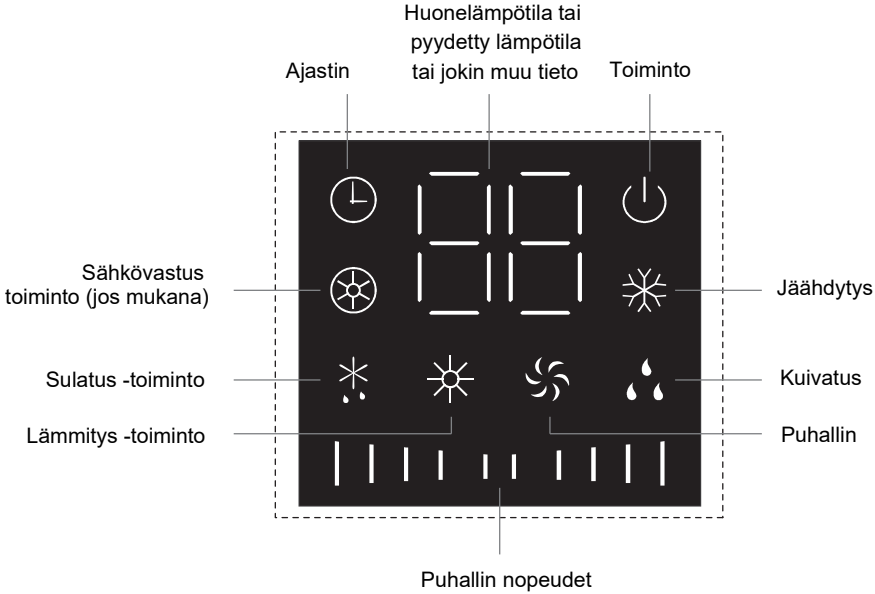 Huonelämpötila tai
pyydetty lämpötila
tai jokin muu tieto
Ajastin
Toiminto
Sähkövastus
toiminto (jos mukana)
Jäähdytys
Sulatus -toiminto
Kuivatus
Lämmitys -toiminto
Puhallin
Puhallin nopeudet